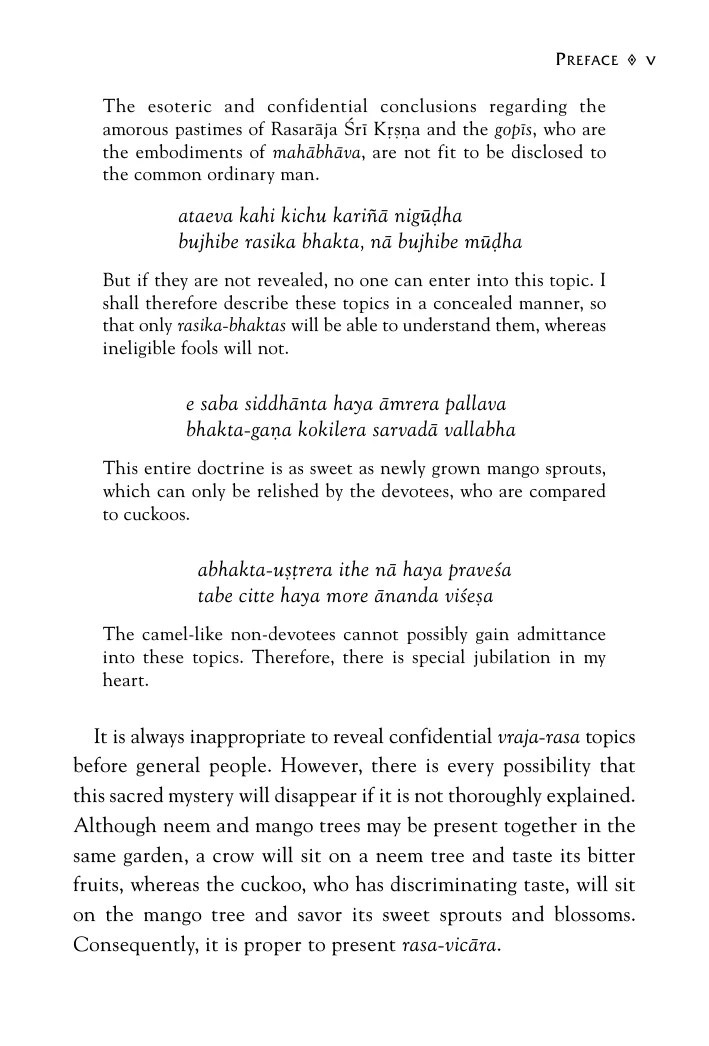 Preface ◊ v
The esoteric and confidential conclusions regarding the
amorous pastimes of Rasarāja Śrī Kṛṣṇa and the gopīs, who are
the embodiments of mahābhāva, are not fit to be disclosed to
the common ordinary man.
ataeva kahi kichu kariñā nigūḍha
bujhibe rasika bhakta, nā bujhibe mūḍha
But if they are not revealed, no one can enter into this topic. I
shall therefore describe these topics in a concealed manner, so
that only rasika-bhaktas will be able to understand them, whereas
ineligible fools will not.
e saba siddhānta haya āmrera pallava
bhakta-gaṇa kokilera sarvadā vallabha
This entire doctrine is as sweet as newly grown mango sprouts,
which can only be relished by the devotees, who are compared
to cuckoos.
abhakta-uṣṭrera ithe nā haya praveśa
tabe citte haya more ānanda viśeṣa
The camel-like non-devotees cannot possibly gain admittance
into these topics. Therefore, there is special jubilation in my
heart.
It is always inappropriate to reveal confidential vraja-rasa topics
before general people. However, there is every possibility that
this sacred mystery will disappear if it is not thoroughly explained.
Although neem and mango trees may be present together in the
same garden, a crow will sit on a neem tree and taste its bitter
fruits, whereas the cuckoo, who has discriminating taste, will sit
on the mango tree and savor its sweet sprouts and blossoms.
Consequently, it is proper to present rasa-vicāra.